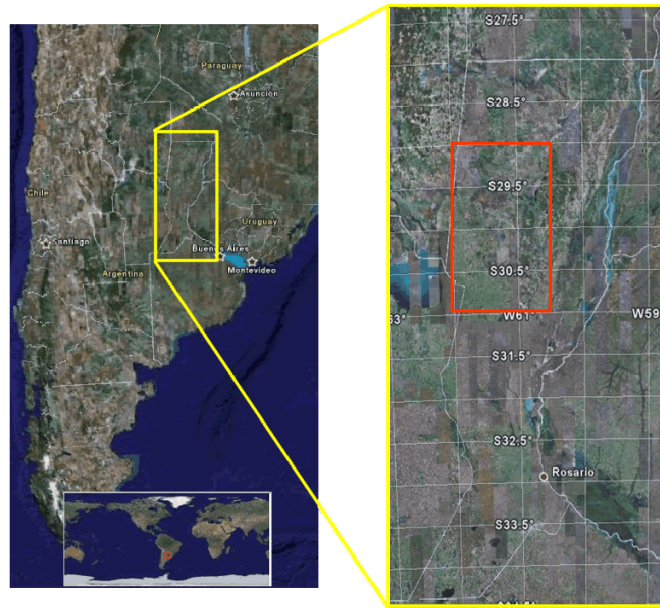 Paraguay
Asunción
Chile
Uruguay
Santiago
Buenos Aires
Montevideo
Argentina
S27.5°
S28.5°
S29.5°
S30.5°
W61°
W59
S31.5°
S32.5°
Rosario
S33.5°